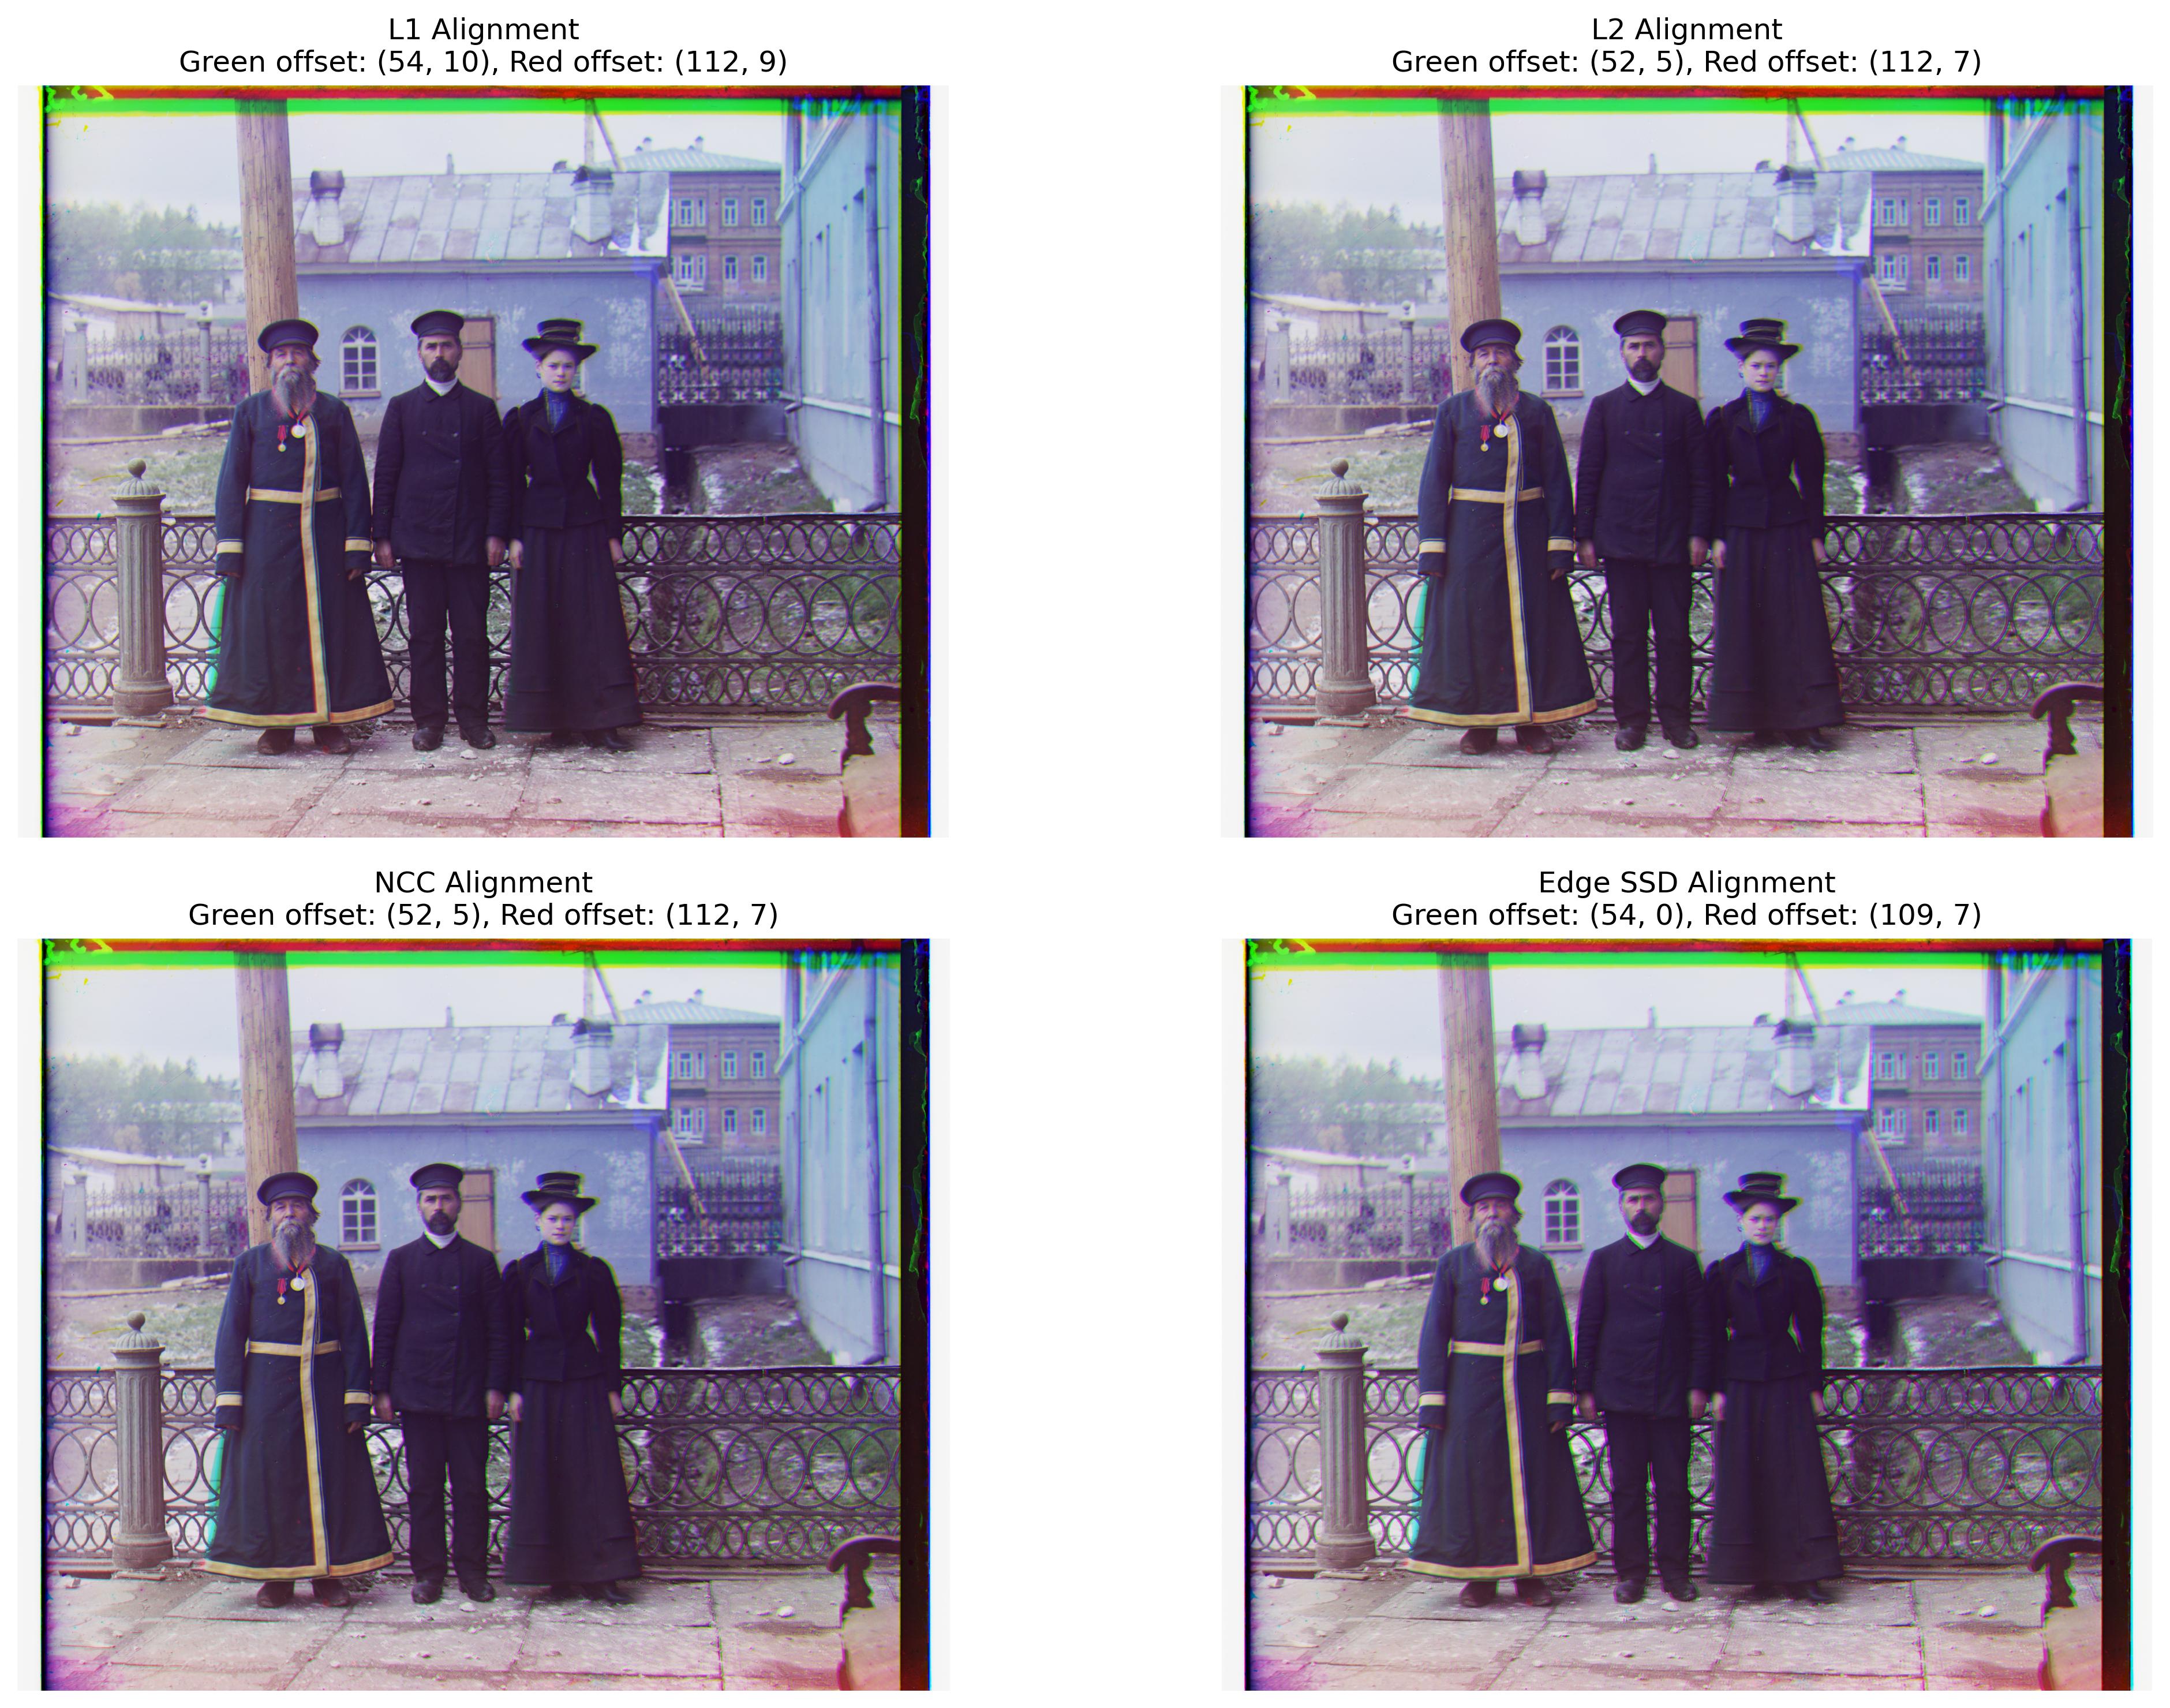 L1 Alignment
Green offset: (54, 10), Red offset: (112, 9)
L2 Alignment
Green offset: (52, 5), Red offset: (112, 7)
NCC Alignment
Green offset: (52, 5), Red offset: (112, 7)
Edge SSD Alignment
Green offset: (54, 0), Red offset: (109, 7)